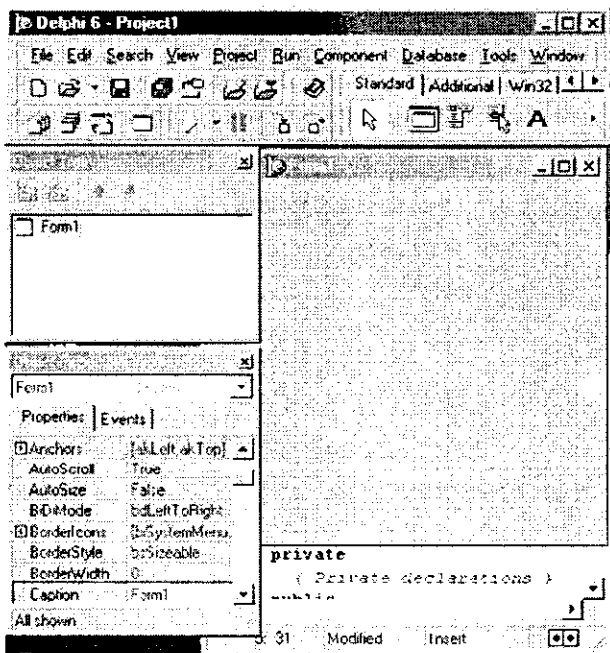 Delphi 6 - Project1
File Edit Search View Project Run Component Database Tools Window
Standard Additional Win32
A
Form1
Form1
Properties Events
Anchors [akLeft,akTop]
AutoScroll True
AutoSize False
BiDiMode bdLeftToRight
BorderIcons [biSystemMenu,
BorderStyle bsSizeable
BorderWidth 0
Caption Form1
All shown
private
{ Private declarations }
public
31 Modified Insert